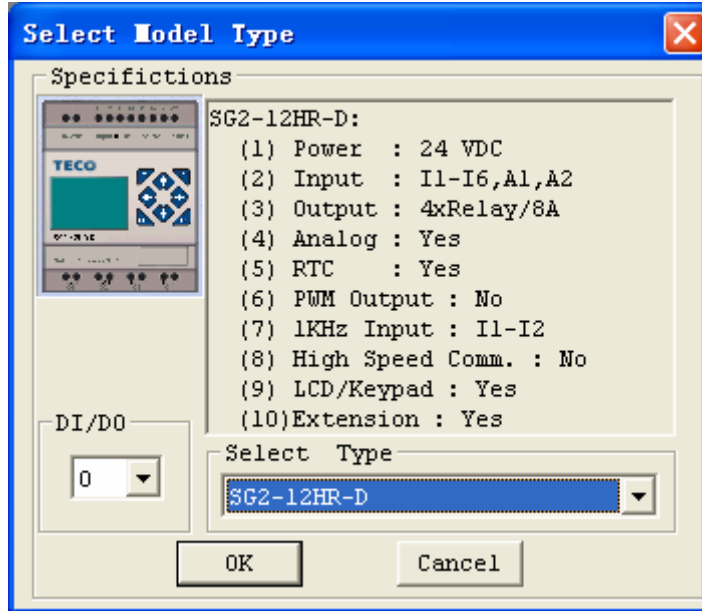 Select Model Type
Specifictions
TECO
SG2-12HR-D:
(1) Power : 24 VDC
(2) Input : I1-I6,A1,A2
(3) Output : 4xRelay/8A
(4) Analog : Yes
(5) RTC : Yes
(6) PWM Output : No
(7) 1KHz Input : I1-I2
(8) High Speed Comm. : No
(9) LCD/Keypad : Yes
(10)Extension : Yes
DI/DO
0
Select Type
SG2-12HR-D
OK
Cancel